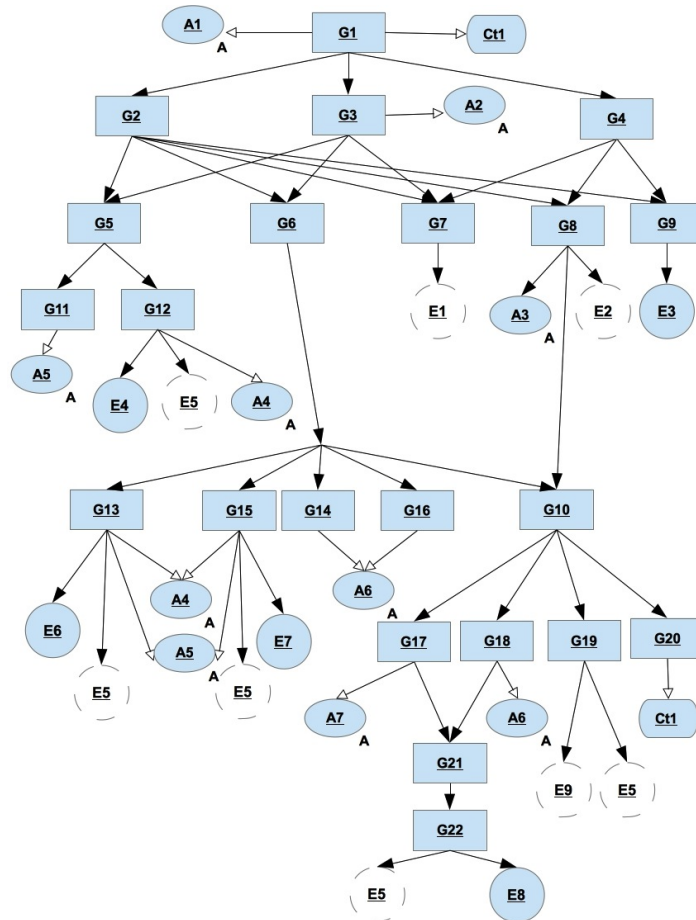 A1 A G1 Ct1
G2 G3 A2 A G4
G5 G6 G7 G8 G9
G11 G12 E1 A3 A E2 E3
A5 A E4 E5 A4 A
G13 G15 G14 G16 G10
E6 A4 A A6 A E7
E5 A5 A E5 G17 G18 G19 G20
A7 A A6 A Ct1
G21 E9 E5
G22
E5 E8